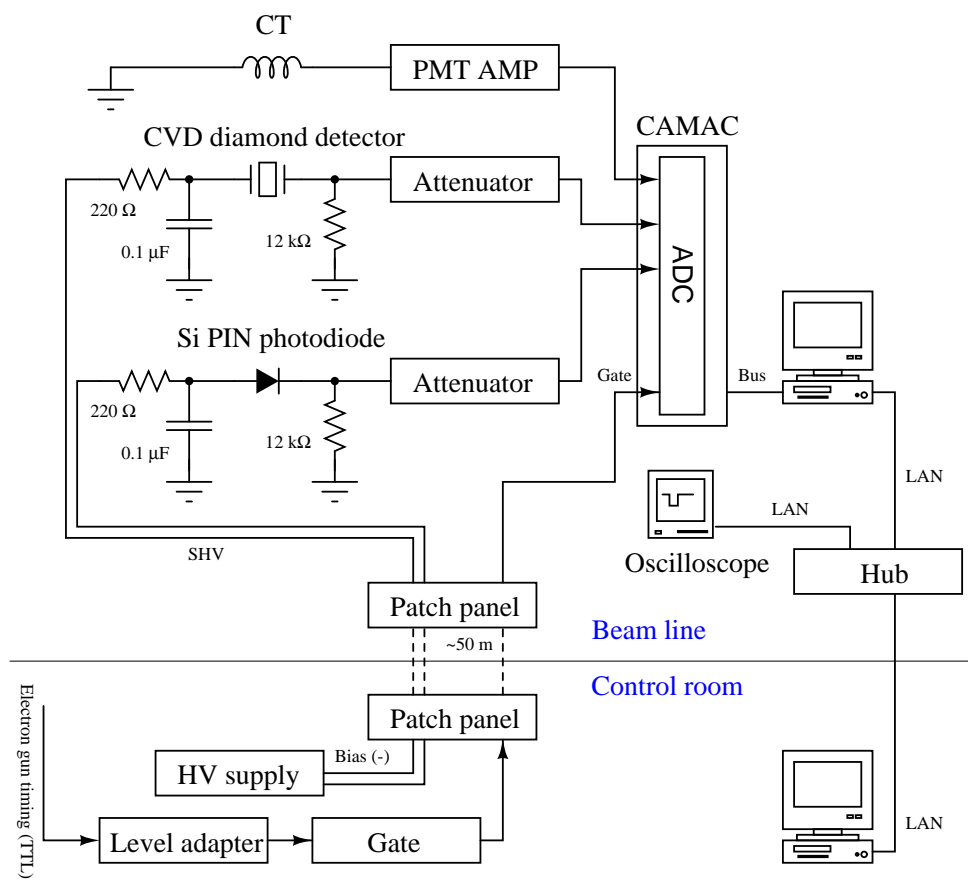 CT
PMT AMP
CAMAC
CVD diamond detector
Attenuator
220 Ω
0.1 μF
12 kΩ
ADC
Si PIN photodiode
Attenuator
Gate
Bus
220 Ω
0.1 μF
12 kΩ
LAN
LAN
SHV
Oscilloscope
Hub
Patch panel
Beam line
~50 m
Control room
Electron gun timing (TTL)
Patch panel
Bias (-)
HV supply
Level adapter
Gate
LAN